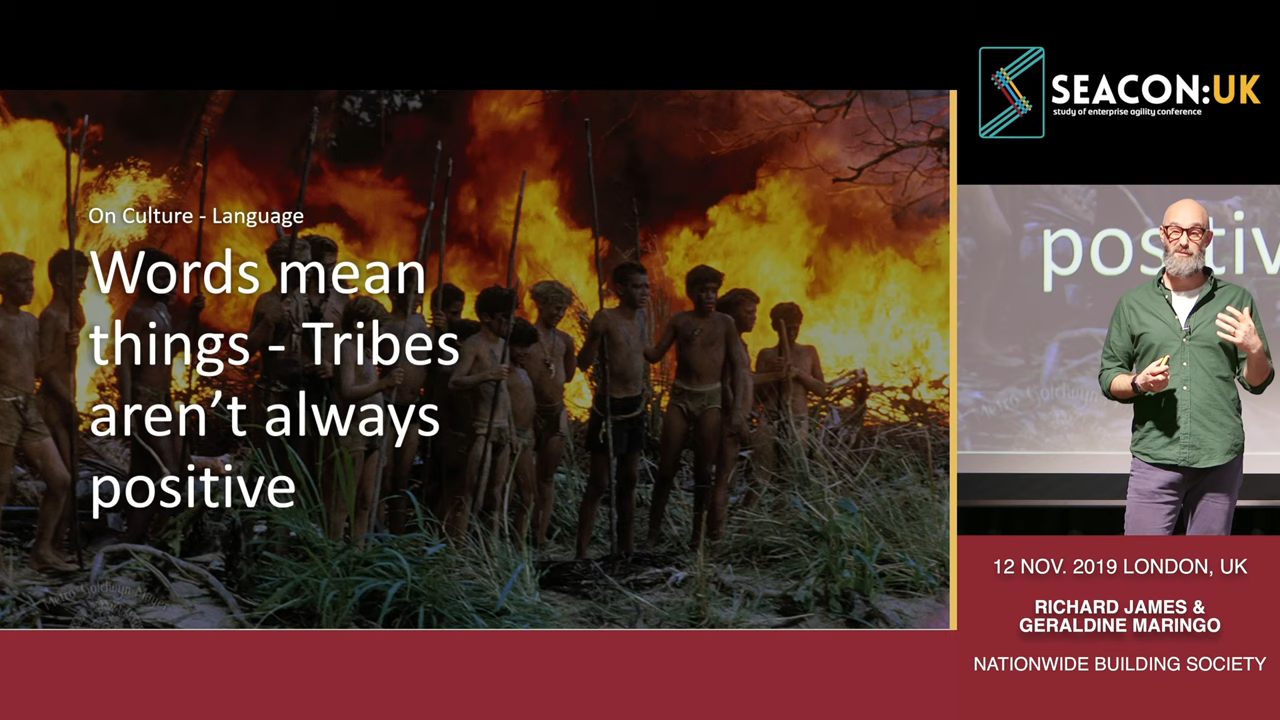 SEACON:UK
study of enterprise agility conference
On Culture - Language
Words mean
things - Tribes
aren't always
positive
positiv
12 NOV. 2019 LONDON, UK
RICHARD JAMES &
GERALDINE MARINGO
NATIONWIDE BUILDING SOCIETY